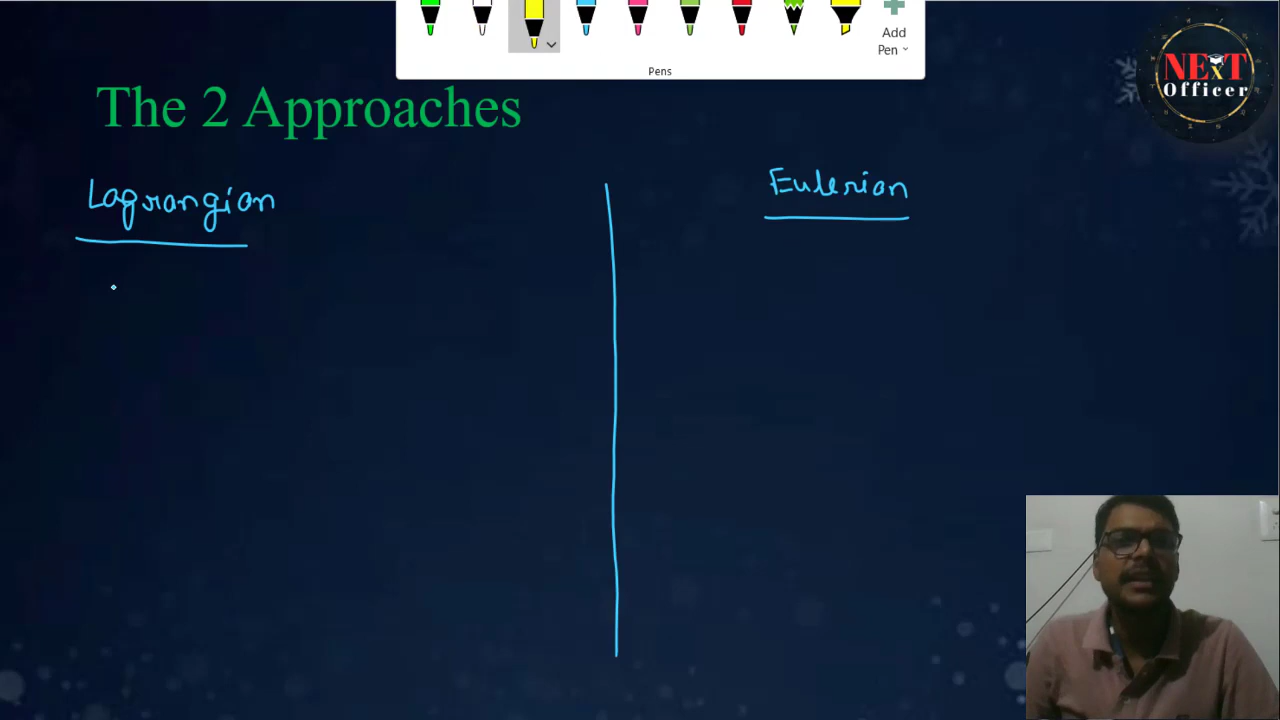 Add
Pen
Pens
NEXT
Officer
The 2 Approaches
Lagrangian
Eulerian